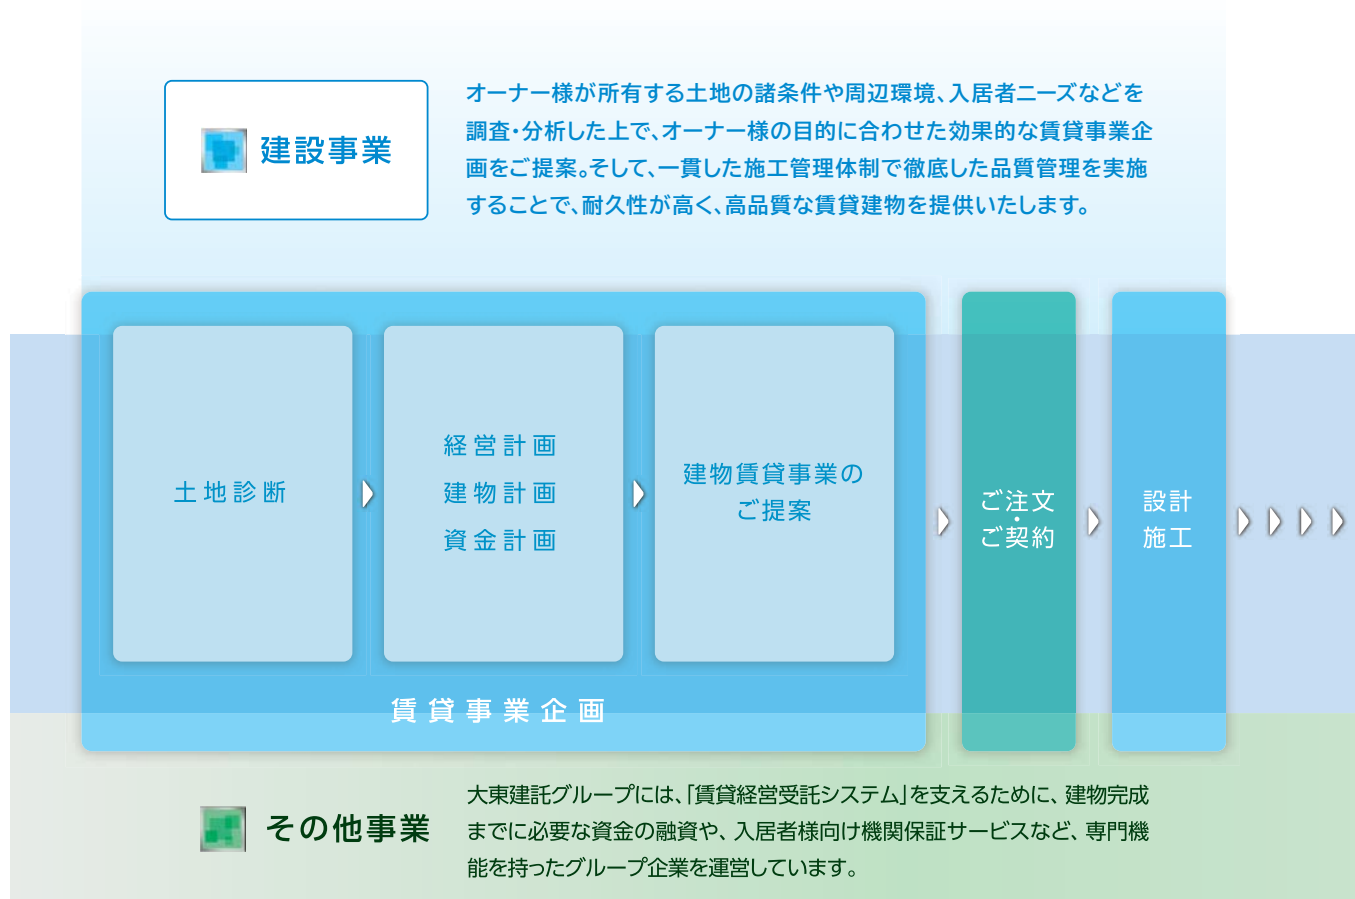 建設事業
オーナー様が所有する土地の諸条件や周辺環境、入居者ニーズなどを
調査・分析した上で、オーナー様の目的に合わせた効果的な賃貸事業企
画をご提案。そして、一貫した施工管理体制で徹底した品質管理を実施
することで、耐久性が高く、高品質な賃貸建物を提供いたします。
土地診断
経営計画
建物計画
資金計画
建物賃貸事業の
ご提案
賃貸事業企画
ご注文
・
ご契約
設計
施工
その他事業
大東建託グループには、「賃貸経営受託システム」を支えるために、建物完成
までに必要な資金の融資や、入居者様向け機関保証サービスなど、専門機
能を持ったグループ企業を運営しています。